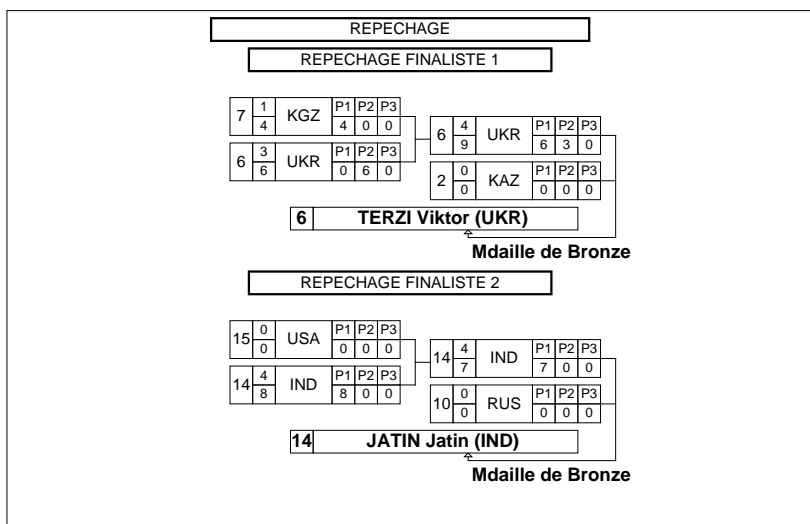 REPECHAGE
REPECHAGE FINALISTE 1
7 1 4 KGZ P1 P2 P3 4 0 0
6 3 6 UKR P1 P2 P3 0 6 0
6 4 9 UKR P1 P2 P3 6 3 0
2 0 0 KAZ P1 P2 P3 0 0 0
6 TERZI Viktor (UKR)
Mdaille de Bronze
REPECHAGE FINALISTE 2
15 0 0 USA P1 P2 P3 0 0 0
14 4 8 IND P1 P2 P3 8 0 0
14 4 7 IND P1 P2 P3 7 0 0
10 0 0 RUS P1 P2 P3 0 0 0
14 JATIN Jatin (IND)
Mdaille de Bronze